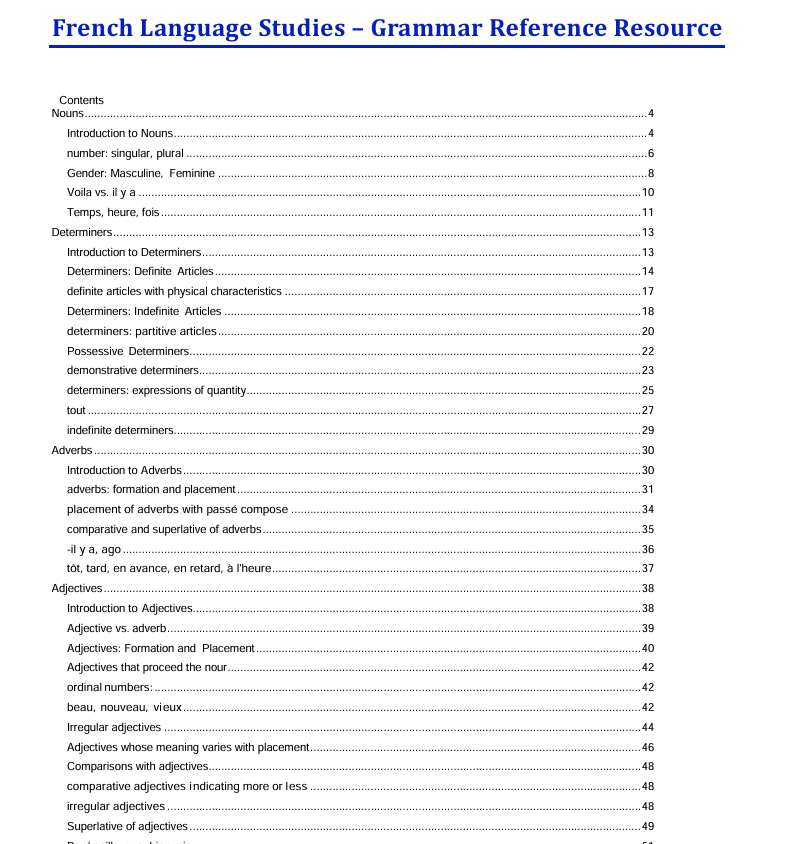 French Language Studies – Grammar Reference Resource
Contents
Nouns 4
Introduction to Nouns 4
number: singular, plural 6
Gender: Masculine, Feminine 8
Voila vs. il y a 10
Temps, heure, fois 11
Determiners 13
Introduction to Determiners 13
Determiners: Definite Articles 14
definite articles with physical characteristics 17
Determiners: Indefinite Articles 18
determiners: partitive articles 20
Possessive Determiners 22
demonstrative determiners 23
determiners: expressions of quantity 25
tout 27
indefinite determiners 29
Adverbs 30
Introduction to Adverbs 30
adverbs: formation and placement 31
placement of adverbs with passé compose 34
comparative and superlative of adverbs 35
-il y a, ago 36
tôt, tard, en avance, en retard, à l'heure 37
Adjectives 38
Introduction to Adjectives 38
Adjective vs. adverb 39
Adjectives: Formation and Placement 40
Adjectives that proceed the nour 42
ordinal numbers: 42
beau, nouveau, vieux 42
Irregular adjectives 44
Adjectives whose meaning varies with placement 46
Comparisons with adjectives 48
comparative adjectives indicating more or less 48
irregular adjectives 48
Superlative of adjectives 49